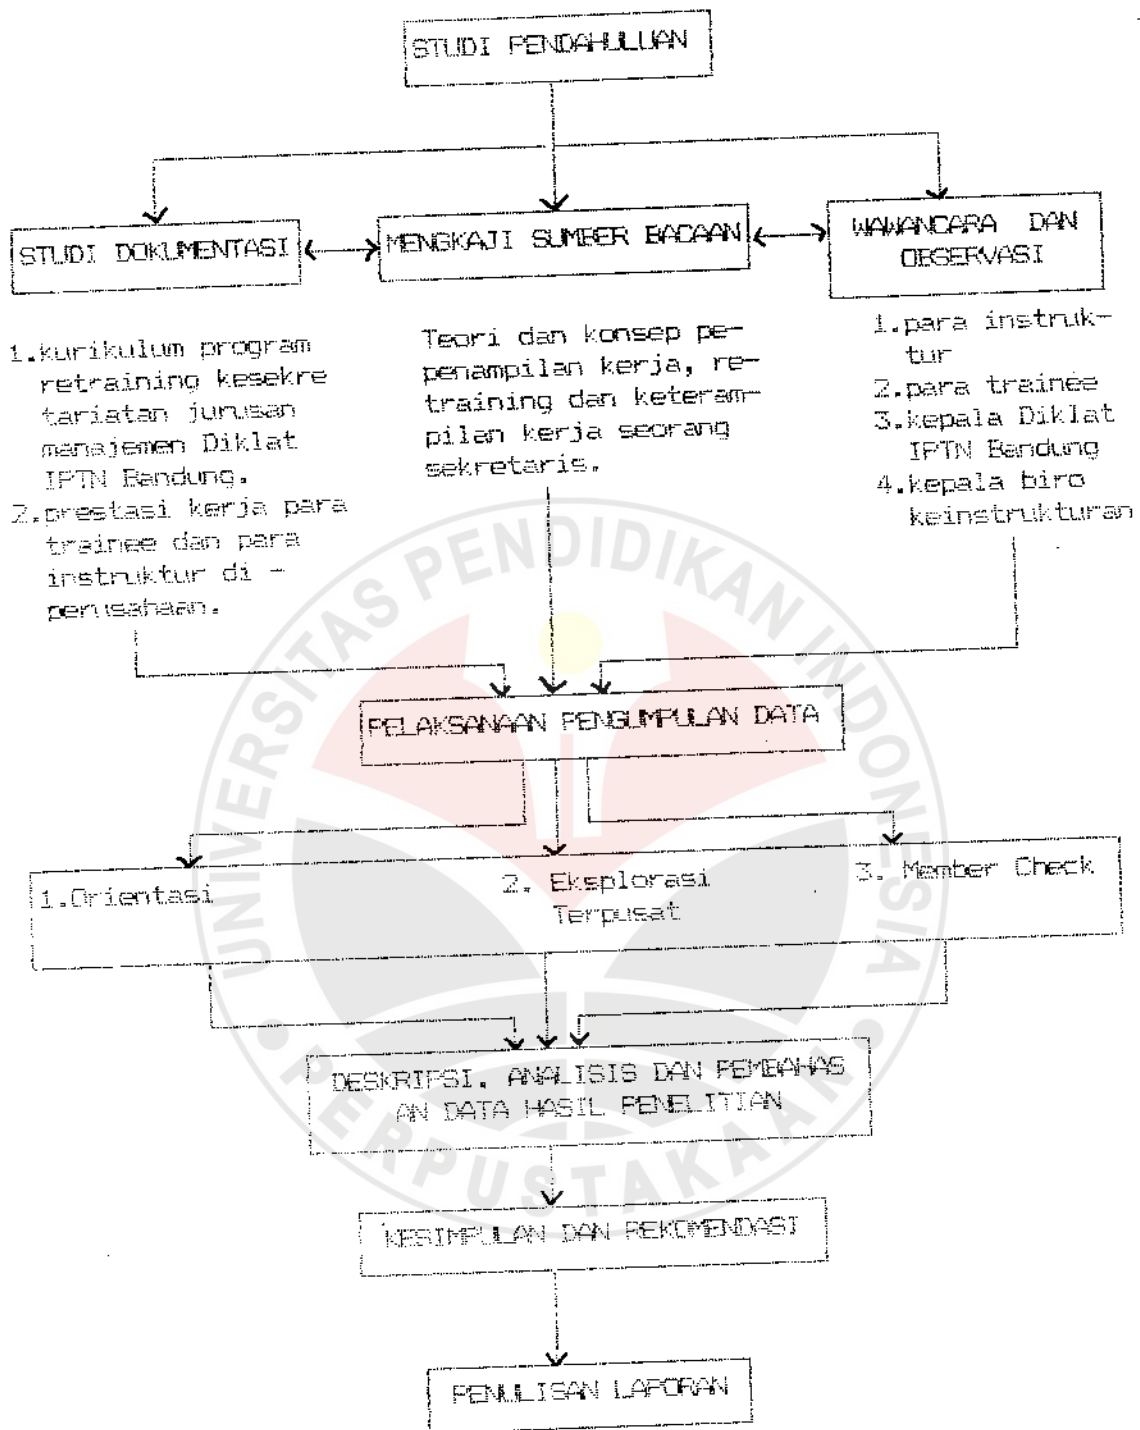 STUDI PENDAHULUAN
STUDI DOKUMENTASI
MENGKAJI SUMBER BACAAN
WAWANCARA DAN
OBSERVASI
1.kurikulum program
retraining kesekre
tariatan jurusan
manajemen Diklat
IPTN Bandung.
2.prestasi kerja para
trainee dan para
instruktur di -
perusahaan.
Teori dan konsep pe-
penampilan kerja, re-
training dan keteram-
pilan kerja seorang
sekretaris.
1.para instruk-
tur
2.para trainee
3.kepala Diklat
IPTN Bandung
4.kepala biro
keinstrukturan
PELAKSANAAN PENGUMPULAN DATA
1.Orientasi
2. Eksplorasi
Terpusat
3. Member Check
DESKRIPSI, ANALISIS DAN PEMBAHAS
AN DATA HASIL PENELITIAN
KESIMPULAN DAN REKOMENDASI
PENULISAN LAPORAN
UNIVERSITAS PENDIDIKAN INDONESIA
PERPUSTAKAAN